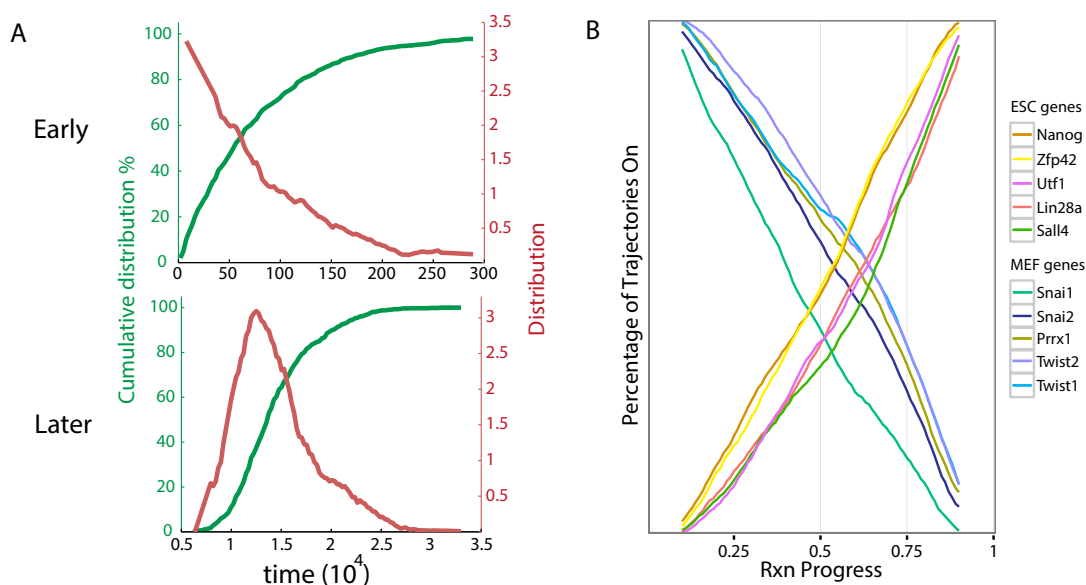 A
Early
Cumulative distribution %
100
80
60
40
20
0
0 50 100 150 200 250 300
3.5
3
2.5
2
1.5
1
0.5
Distribution
Later
100
80
60
40
20
0
0.5 1 1.5 2 2.5 3 3.5
3
2.5
2
1.5
1
0.5
time (10^4)
B
Percentage of Trajectories On
0.25 0.5 0.75 1
Rxn Progress
ESC genes
Nanog
Zfp42
Utf1
Lin28a
Sall4
MEF genes
Snai1
Snai2
Prrx1
Twist2
Twist1